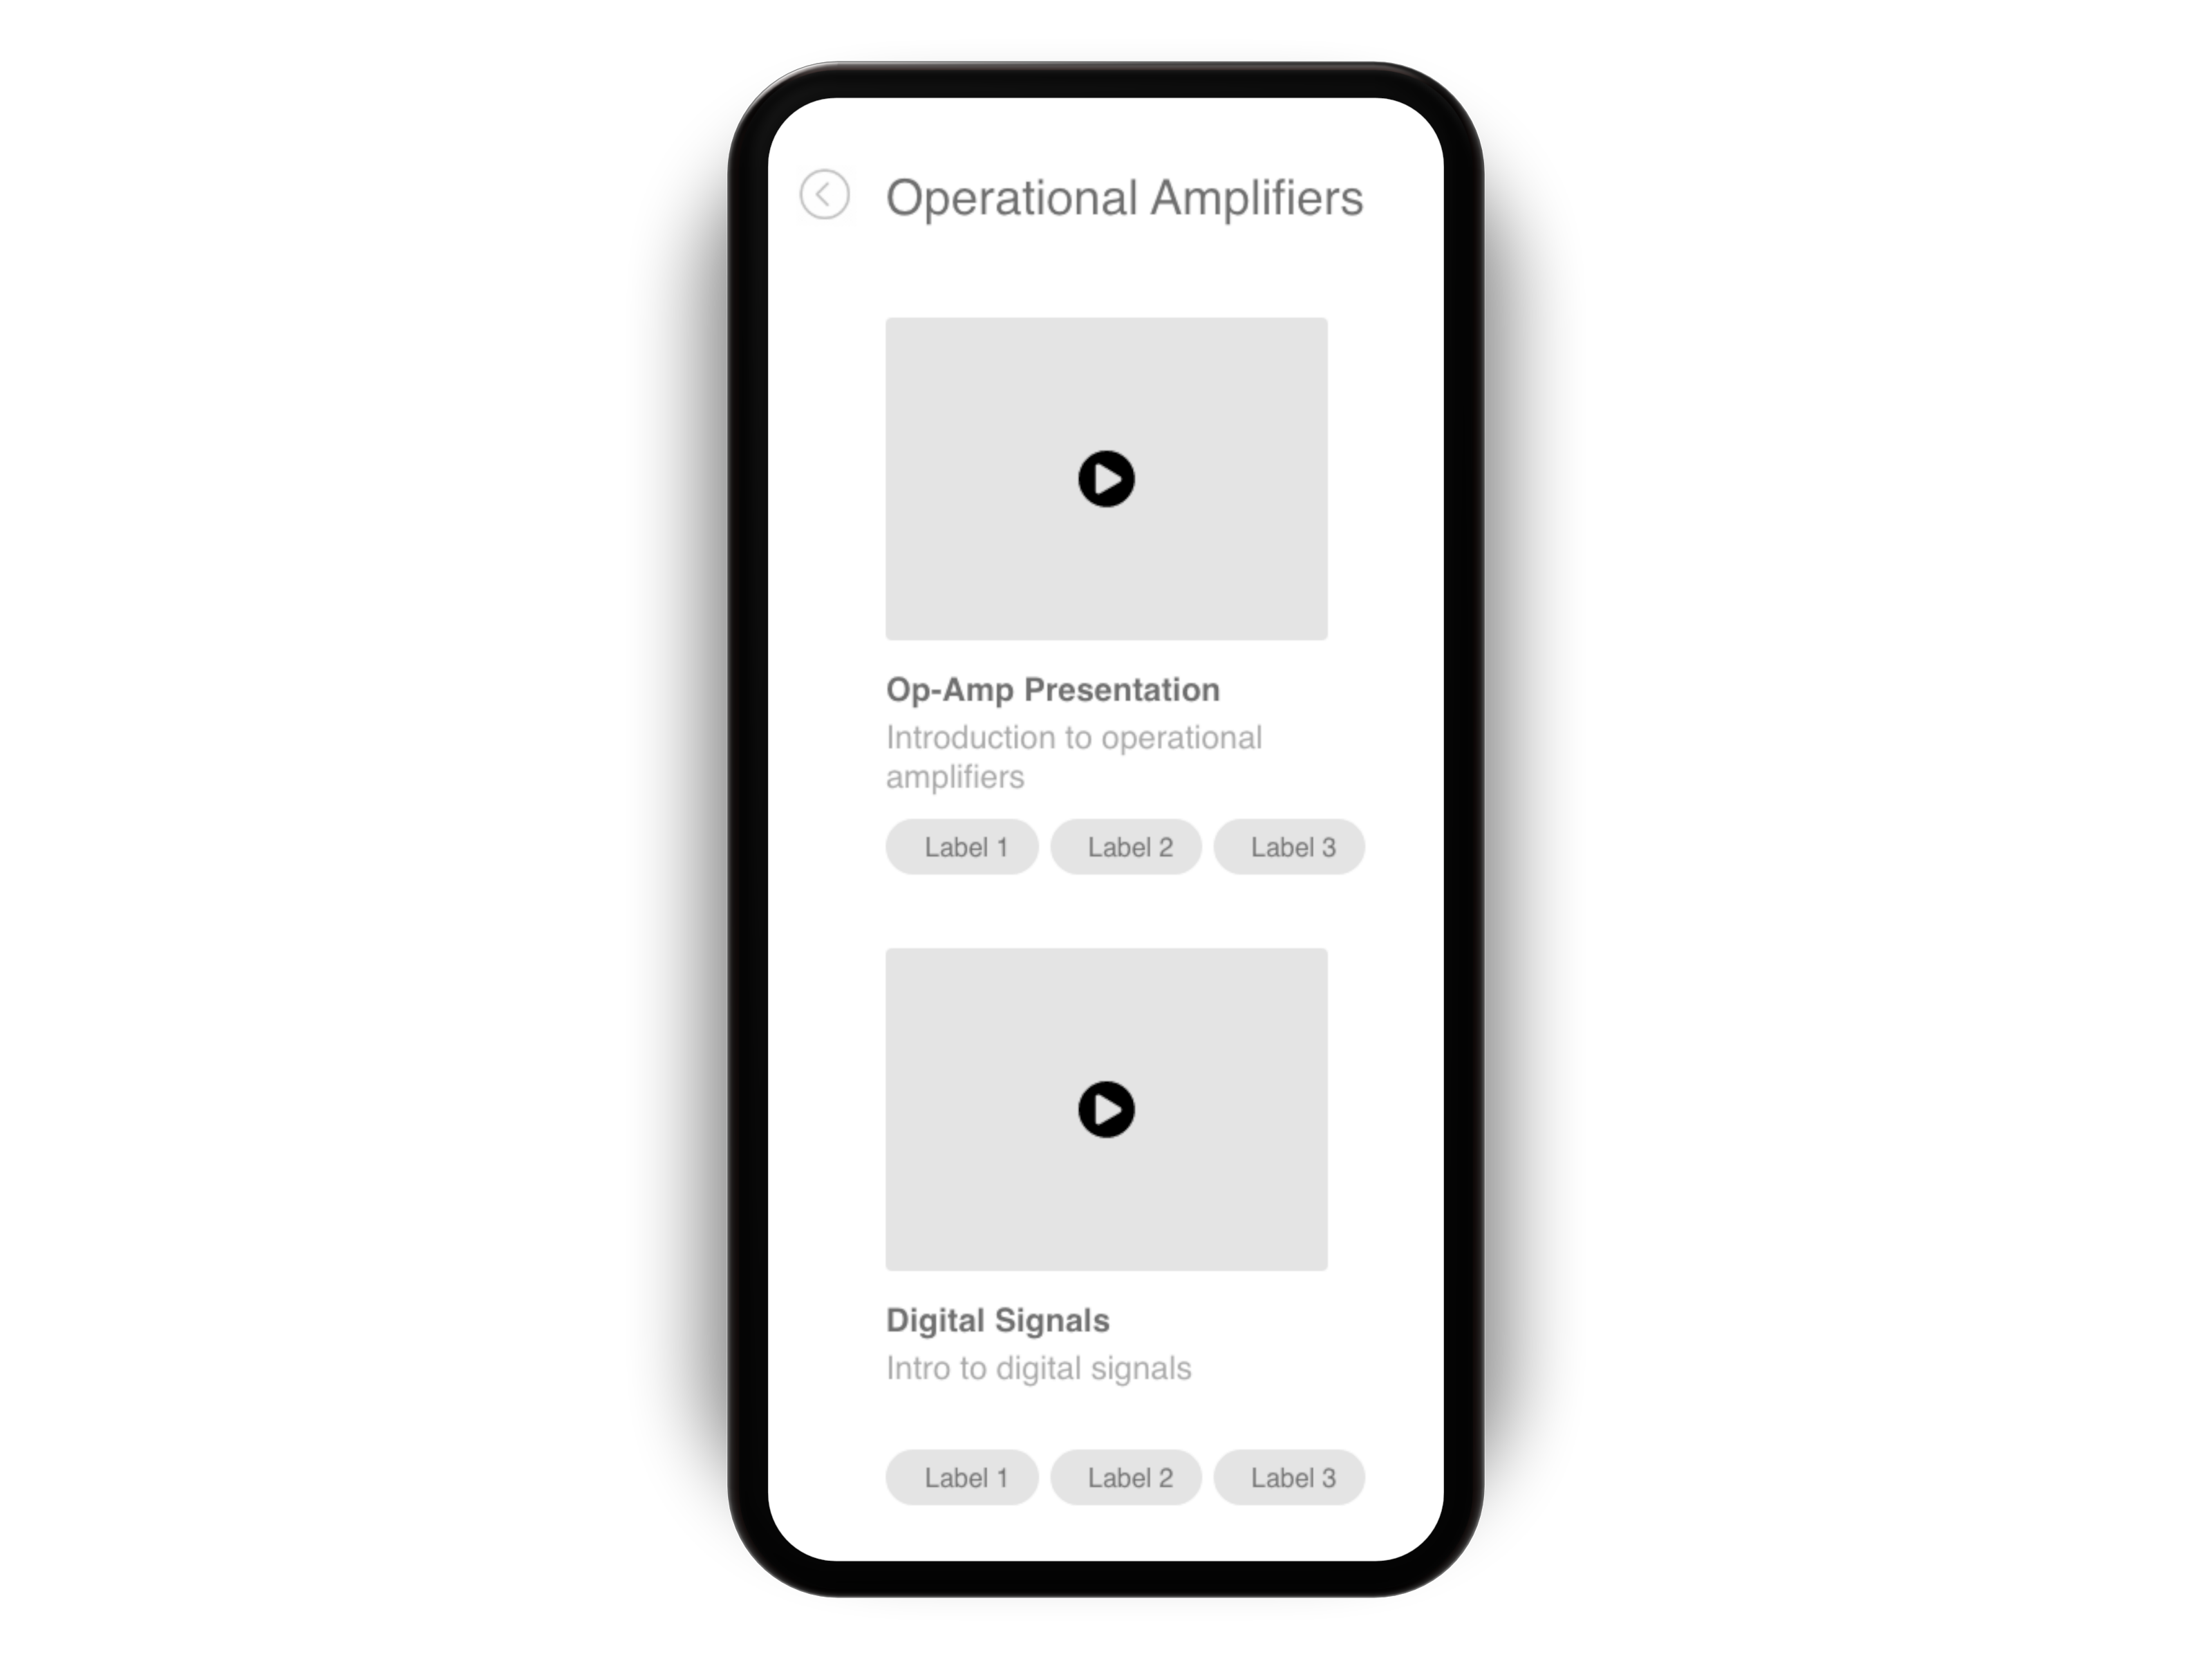 Operational Amplifiers
Op-Amp Presentation
Introduction to operational
amplifiers
Label 1 Label 2 Label 3
Digital Signals
Intro to digital signals
Label 1 Label 2 Label 3